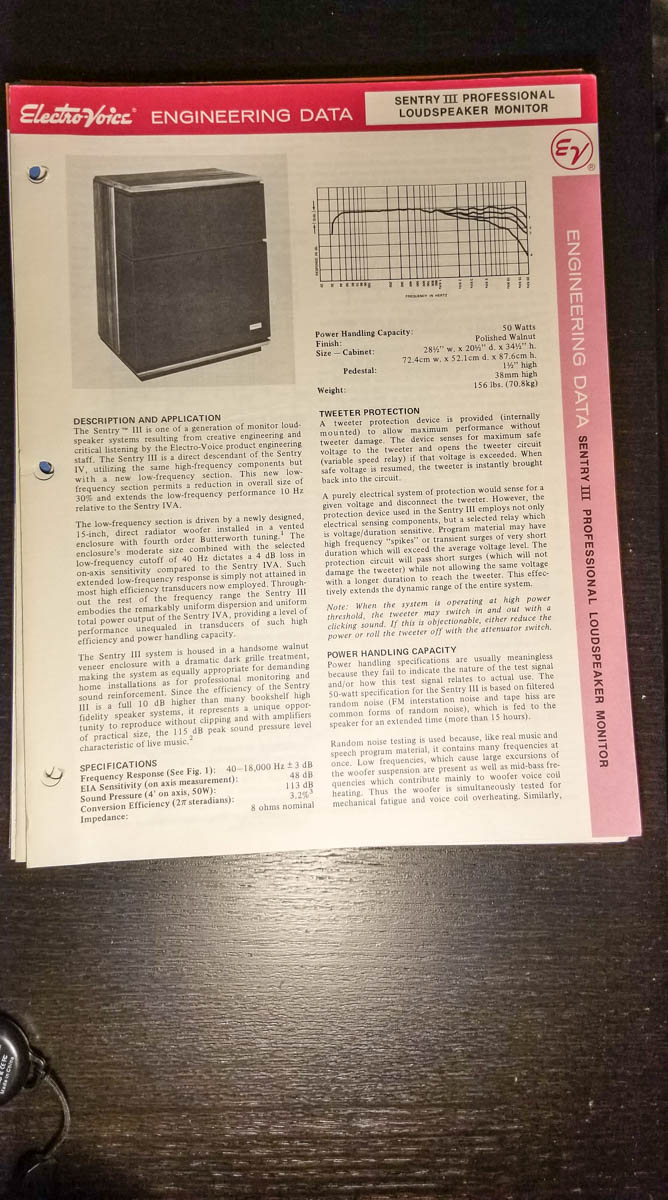 Electro-Voice® ENGINEERING DATA
SENTRY III PROFESSIONAL
LOUDSPEAKER MONITOR
EV®
FREQUENCY IN HERTZ
Power Handling Capacity: 50 Watts
Finish: Polished Walnut
Size — Cabinet: 28½" w. x 20½" d. x 34½" h.
72.4cm w. x 52.1cm d. x 87.6cm h.
Pedestal: 1½" high
38mm high
Weight: 156 lbs. (70.8kg)
DESCRIPTION AND APPLICATION
The Sentry™ III is one of a generation of monitor loud-
speaker systems resulting from creative engineering and
critical listening by the Electro-Voice product engineering
staff. The Sentry III is a direct descendant of the Sentry
IV, utilizing the same high-frequency components but
with a new low-frequency section. This new low-
frequency section permits a reduction in overall size of
30% and extends the low-frequency performance 10 Hz
relative to the Sentry IVA.
The low-frequency section is driven by a newly designed,
15-inch, direct radiator woofer installed in a vented
enclosure with fourth order Butterworth tuning.1 The
enclosure's moderate size combined with the selected
low-frequency cutoff of 40 Hz dictates a 4 dB loss in
on-axis sensitivity compared to the Sentry IVA. Such
extended low-frequency response is simply not attained in
most high efficiency transducers now employed. Through-
out the rest of the frequency range the Sentry III
embodies the remarkably uniform dispersion and uniform
total power output of the Sentry IVA, providing a level of
performance unequaled in transducers of such high
efficiency and power handling capacity.
The Sentry III system is housed in a handsome walnut
veneer enclosure with a dramatic dark grille treatment,
making the system as equally appropriate for demanding
home installations as for professional monitoring and
sound reinforcement. Since the efficiency of the Sentry
III is a full 10 dB higher than many bookshelf high
fidelity speaker systems, it represents a unique oppor-
tunity to reproduce without clipping and with amplifiers
of practical size, the 115 dB peak sound pressure level
characteristic of live music.2
SPECIFICATIONS
Frequency Response (See Fig. 1): 40—18,000 Hz ± 3 dB
EIA Sensitivity (on axis measurement): 48 dB
Sound Pressure (4' on axis, 50W): 113 dB
Conversion Efficiency (2π steradians): 3.2%3
Impedance: 8 ohms nominal
TWEETER PROTECTION
A tweeter protection device is provided (internally
mounted) to allow maximum performance without
tweeter damage. The device senses for maximum safe
voltage to the tweeter and opens the tweeter circuit
(variable speed relay) if that voltage is exceeded. When
safe voltage is resumed, the tweeter is instantly brought
back into the circuit.
A purely electrical system of protection would sense for a
given voltage and disconnect the tweeter. However, the
protection device used in the Sentry III employs not only
electrical sensing components, but a selected relay which
is voltage/duration sensitive. Program material may have
high frequency "spikes" or transient surges of very short
duration which will exceed the average voltage level. The
protection circuit will pass short surges (which will not
damage the tweeter) while not allowing the same voltage
with a longer duration to reach the tweeter. This effec-
tively extends the dynamic range of the entire system.
Note: When the system is operating at high power
threshold, the tweeter may switch in and out with a
clicking sound. If this is objectionable, either reduce the
power or roll the tweeter off with the attenuator switch.
POWER HANDLING CAPACITY
Power handling specifications are usually meaningless
because they fail to indicate the nature of the test signal
and/or how this test signal relates to actual use. The
50-watt specification for the Sentry III is based on filtered
random noise (FM interstation noise and tape hiss are
common forms of random noise), which is fed to the
speaker for an extended time (more than 15 hours).
Random noise testing is used because, like real music and
speech program material, it contains many frequencies at
once. Low frequencies, which cause large excursions of
the woofer suspension are present as well as mid-bass fre-
quencies which contribute mainly to woofer voice coil
heating. Thus the woofer is simultaneously tested for
mechanical fatigue and voice coil overheating. Similarly,
ENGINEERING DATA SENTRY III PROFESSIONAL LOUDSPEAKER MONITOR
Made in China